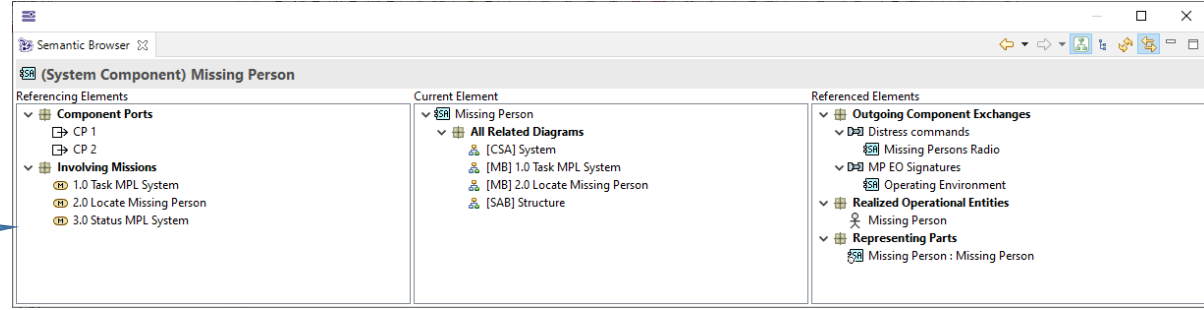 Semantic Browser
(System Component) Missing Person
Referencing Elements
Component Ports
CP 1
CP 2
Involving Missions
1.0 Task MPL System
2.0 Locate Missing Person
3.0 Status MPL System
Current Element
Missing Person
All Related Diagrams
[CSA] System
[MB] 1.0 Task MPL System
[MB] 2.0 Locate Missing Person
[SAB] Structure
Referenced Elements
Outgoing Component Exchanges
Distress commands
Missing Persons Radio
MP EO Signatures
Operating Environment
Realized Operational Entities
Missing Person
Representing Parts
Missing Person : Missing Person